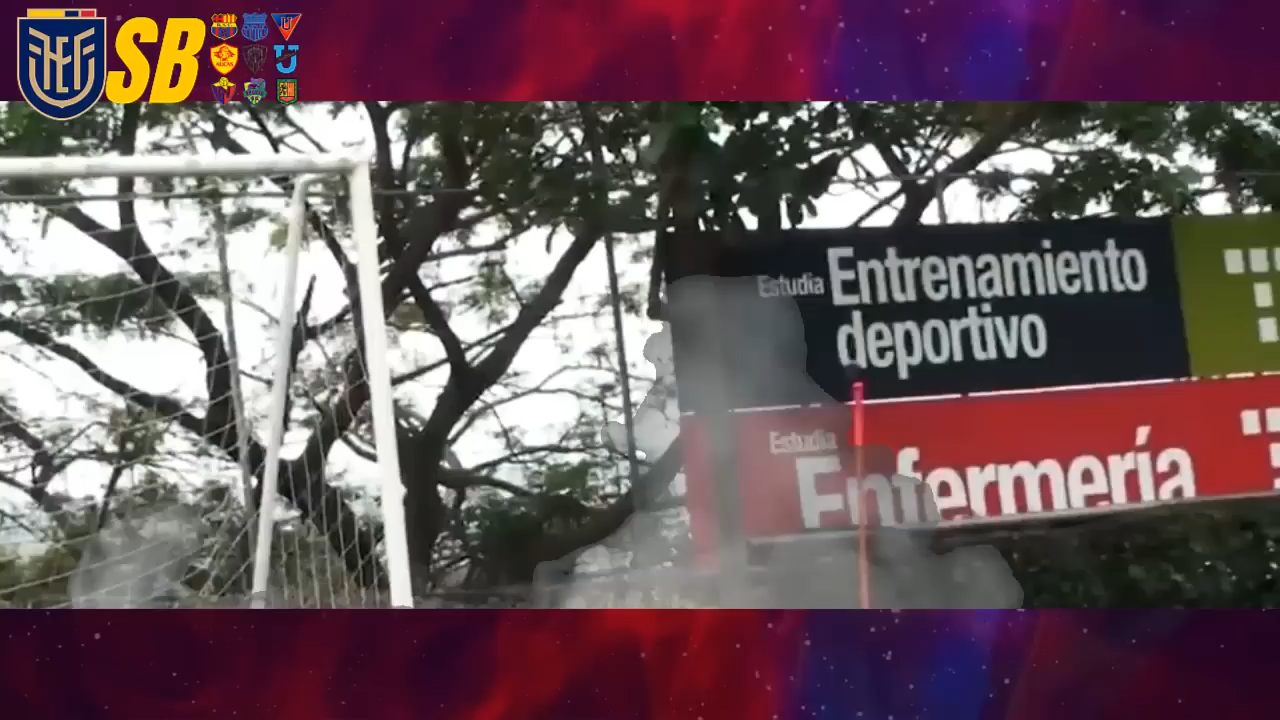 SB
Estudia Entrenamiento
deportivo
Estudia
Enfermería